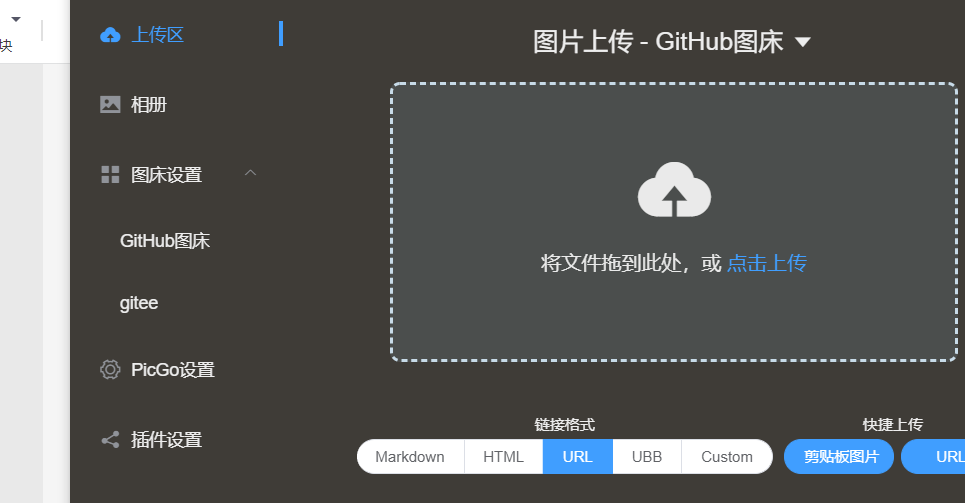 块
上传区
相册
图床设置
GitHub图床
gitee
PicGo设置
插件设置
图片上传 - GitHub图床
将文件拖到此处，或 点击上传
链接格式
Markdown HTML URL UBB Custom
快捷上传
剪贴板图片 URL